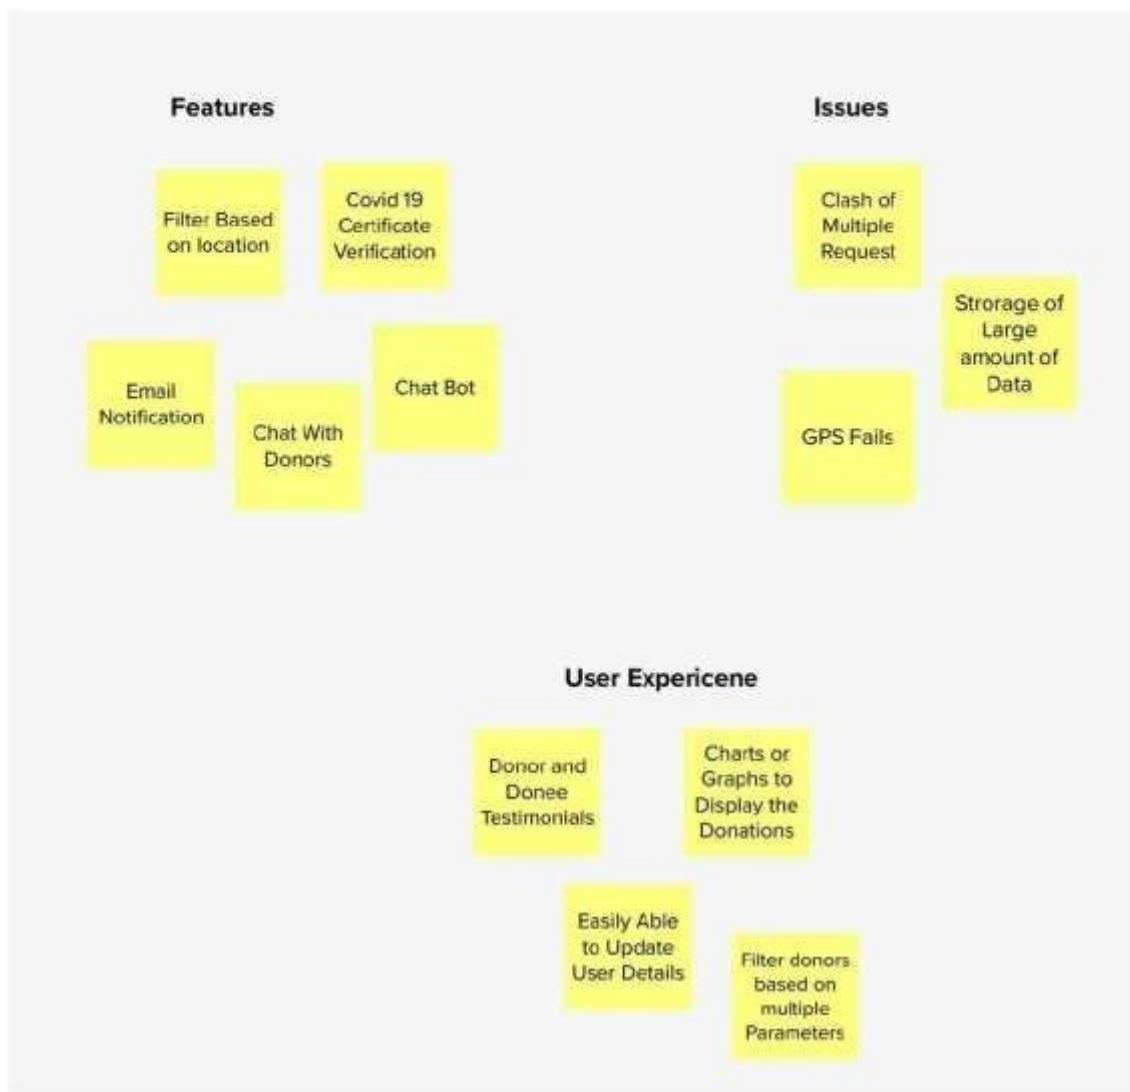 Features
Filter Based
on location
Covid 19
Certificate
Verification
Email
Notification
Chat With
Donors
Chat Bot
Issues
Clash of
Multiple
Request
Strorage of
Large
amount of
Data
GPS Fails
User Expericene
Donor and
Donee
Testimonials
Charts or
Graphs to
Display the
Donations
Easily Able
to Update
User Details
Filter donors
based on
multiple
Parameters